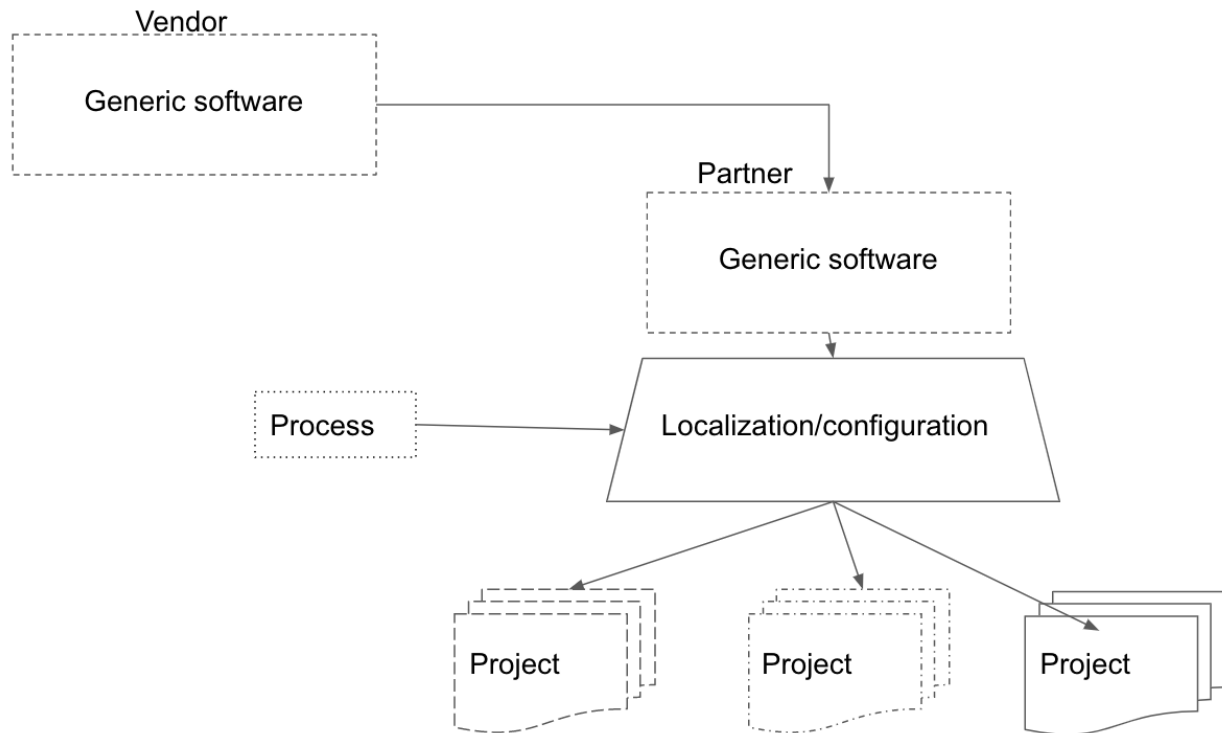 Vendor
Generic software
Partner
Generic software
Process
Localization/configuration
Project
Project
Project